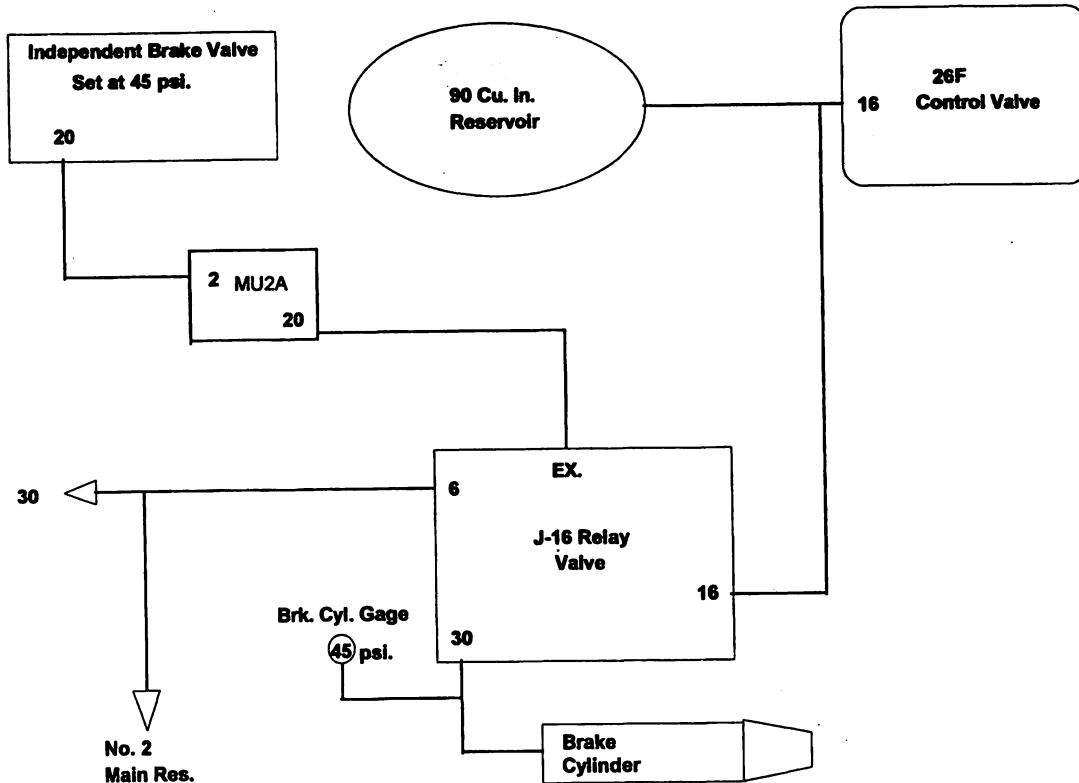 Independent Brake Valve
Set at 45 psi.
20
90 Cu. In.
Reservoir
26F
Control Valve
16
2 MU2A
20
EX.
6
30
J-16 Relay
Valve
16
Brk. Cyl. Gage
45 psi.
30
No. 2
Main Res.
Brake
Cylinder